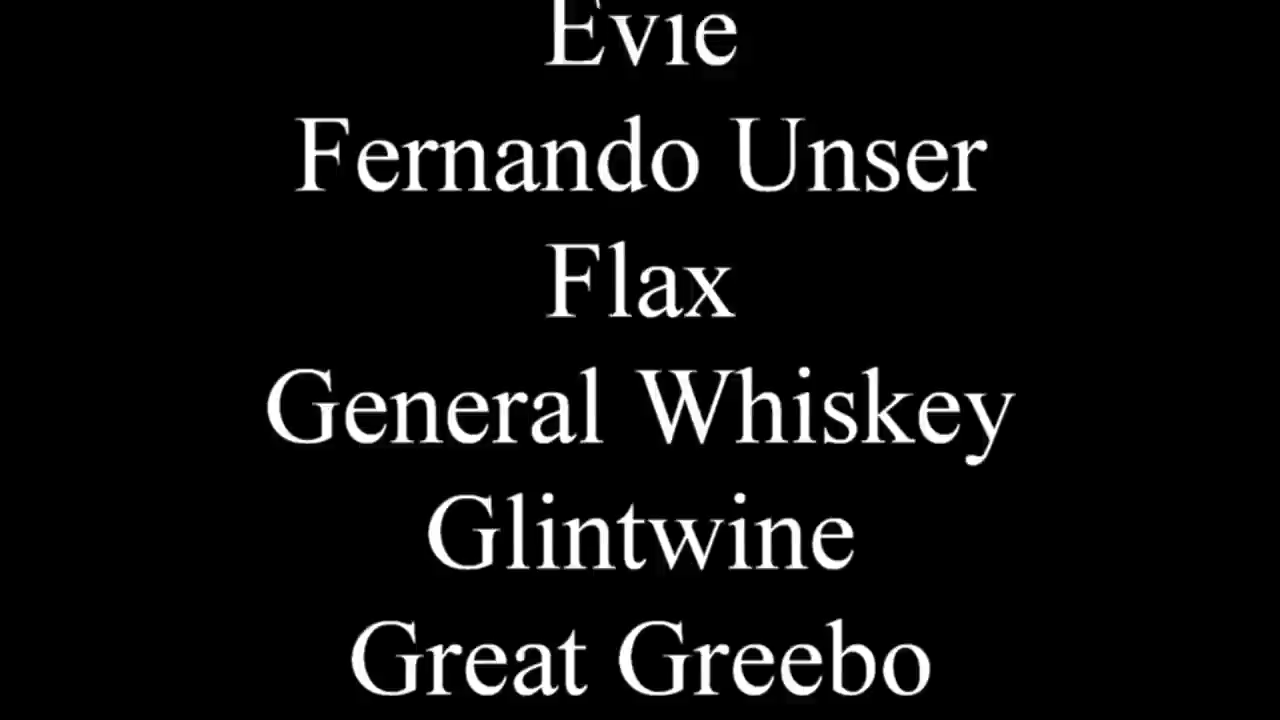 Evie
Fernando Unser
Flax
General Whiskey
Glintwine
Great Greebo